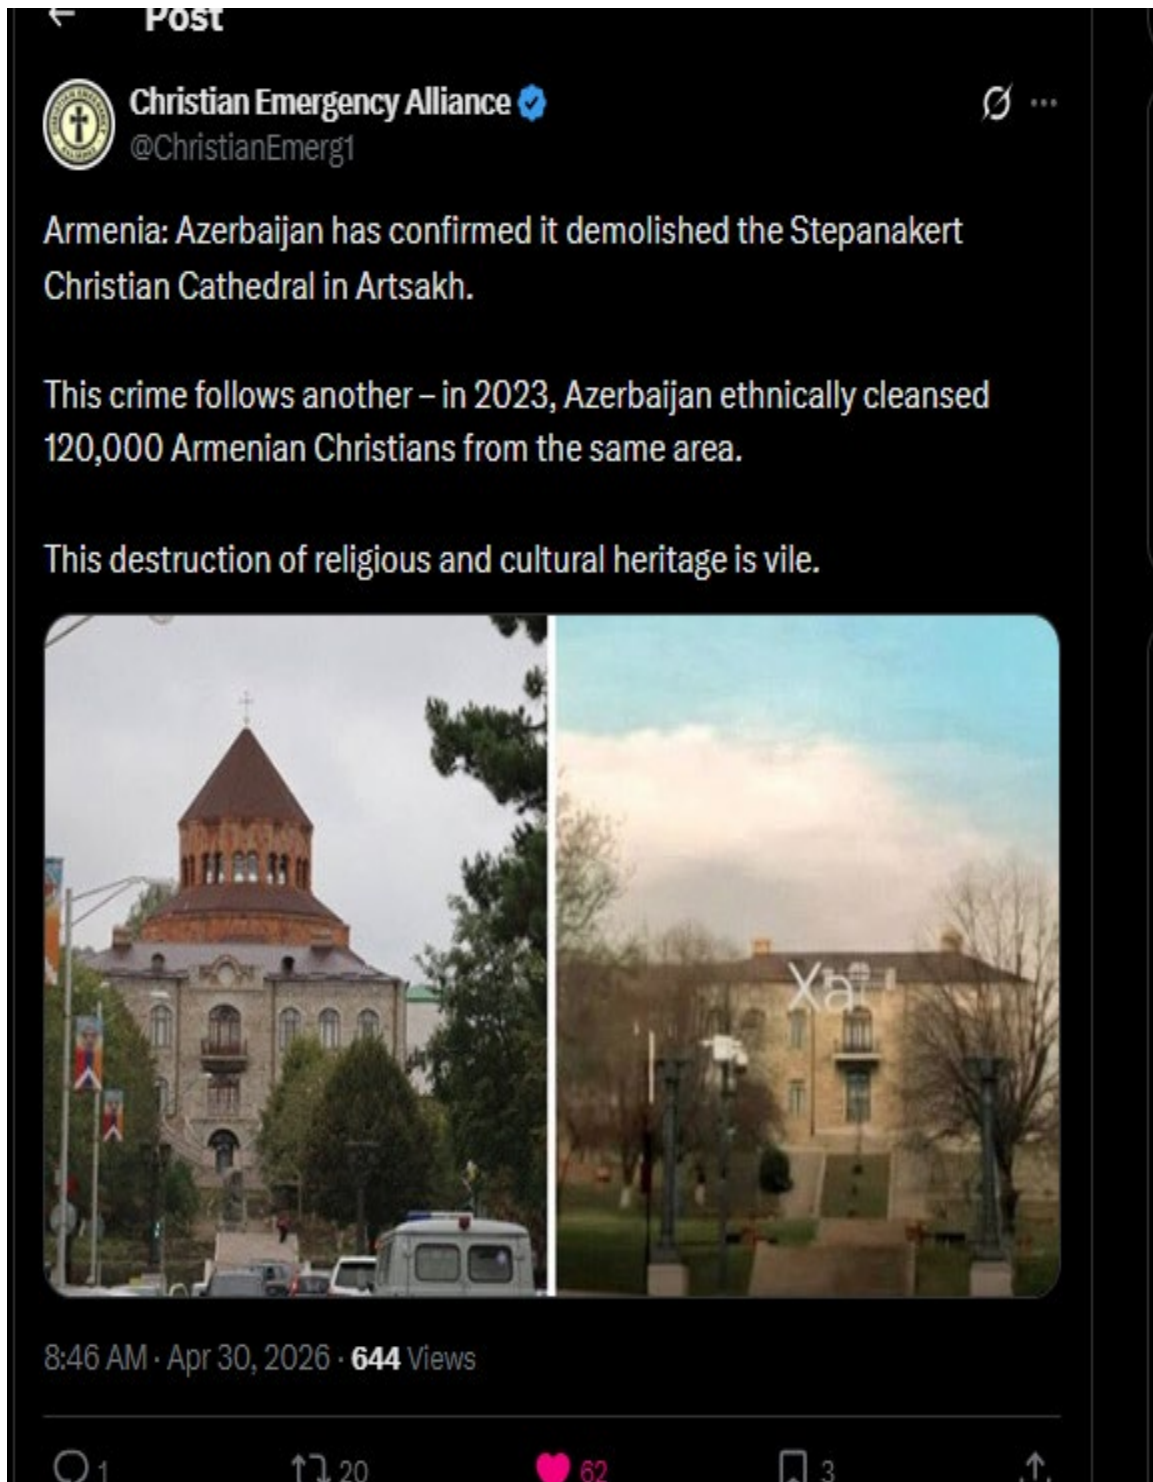 Post
Christian Emergency Alliance
@ChristianEmerg1
Armenia: Azerbaijan has confirmed it demolished the Stepanakert
Christian Cathedral in Artsakh.
This crime follows another – in 2023, Azerbaijan ethnically cleansed
120,000 Armenian Christians from the same area.
This destruction of religious and cultural heritage is vile.
8:46 AM · Apr 30, 2026 · 644 Views
1 20 62 3